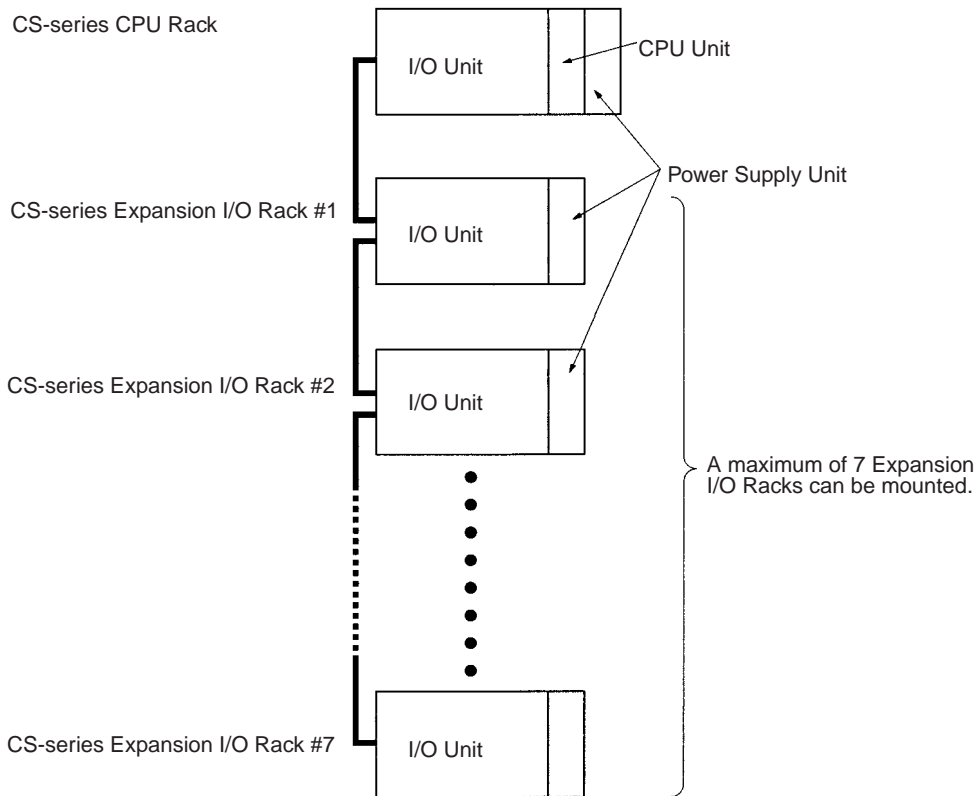 CS-series CPU Rack
I/O Unit
CPU Unit
Power Supply Unit
CS-series Expansion I/O Rack #1
I/O Unit
CS-series Expansion I/O Rack #2
I/O Unit
A maximum of 7 Expansion
I/O Racks can be mounted.
CS-series Expansion I/O Rack #7
I/O Unit